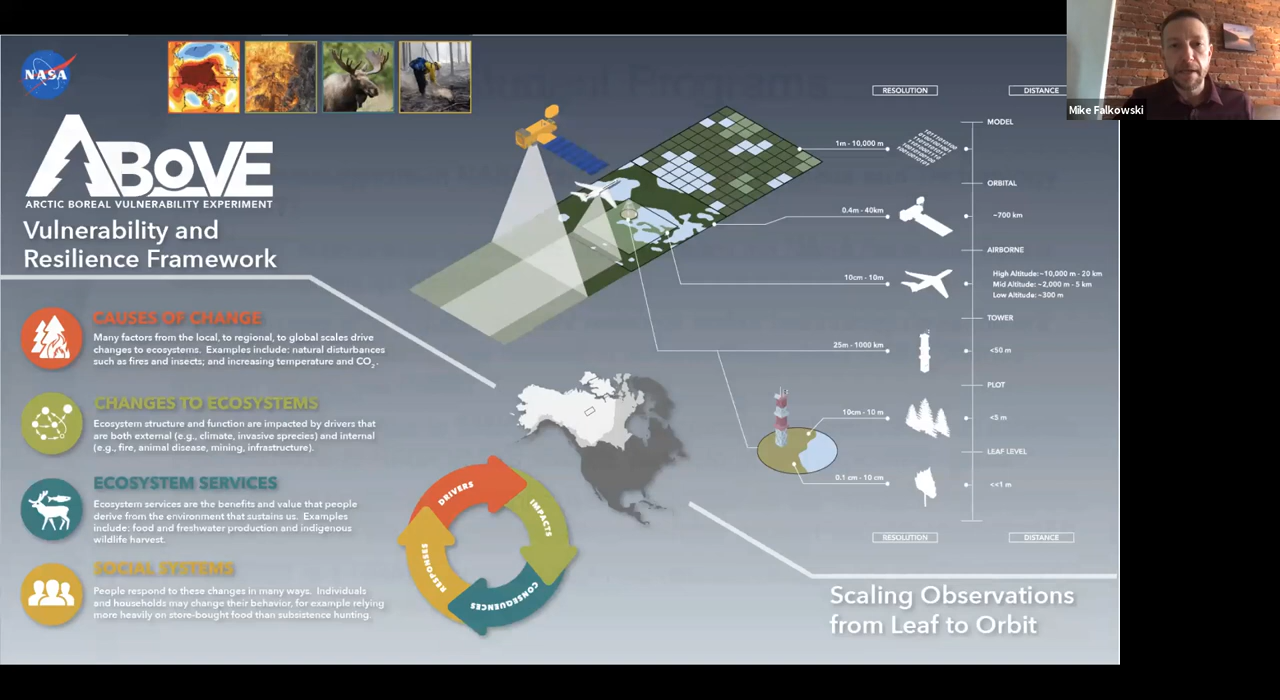 NASA
ABoVE
ARCTIC BOREAL VULNERABILITY EXPERIMENT
Vulnerability and
Resilience Framework
CAUSES OF CHANGE
Many factors from the local, to regional, to global scales drive
changes to ecosystems. Examples include: natural disturbances
such as fires and insects; and increasing temperature and CO2.
CHANGES TO ECOSYSTEMS
Ecosystem structure and function are impacted by drivers that
are both external (e.g., climate, invasive sprecies) and internal
(e.g., fire, animal disease, mining, infrastructure).
ECOSYSTEM SERVICES
Ecosystem services are the benefits and value that people
derive from the environment that sustains us. Examples
include: food and freshwater production and indigenous
wildlife harvest.
SOCIAL SYSTEMS
People respond to these changes in many ways. Individuals
and households may change their behavior, for example relying
more heavily on store-bought food than subsistence hunting.
DRIVERS
IMPACTS
CONSEQUENCES
RESPONSES
RESOLUTION
DISTANCE
MODEL
1m - 10,000 m
ORBITAL
0.4m - 40km
~700 km
AIRBORNE
10cm - 10m
High Altitude: ~10,000 m - 20 km
Mid Altitude: ~2,000 m - 5 km
Low Altitude: ~300 m
TOWER
25m - 1000 km
<50 m
PLOT
10cm - 10 m
<5 m
LEAF LEVEL
0.1 cm - 10 cm
<<1 m
RESOLUTION
DISTANCE
Scaling Observations
from Leaf to Orbit
Mike Falkowski